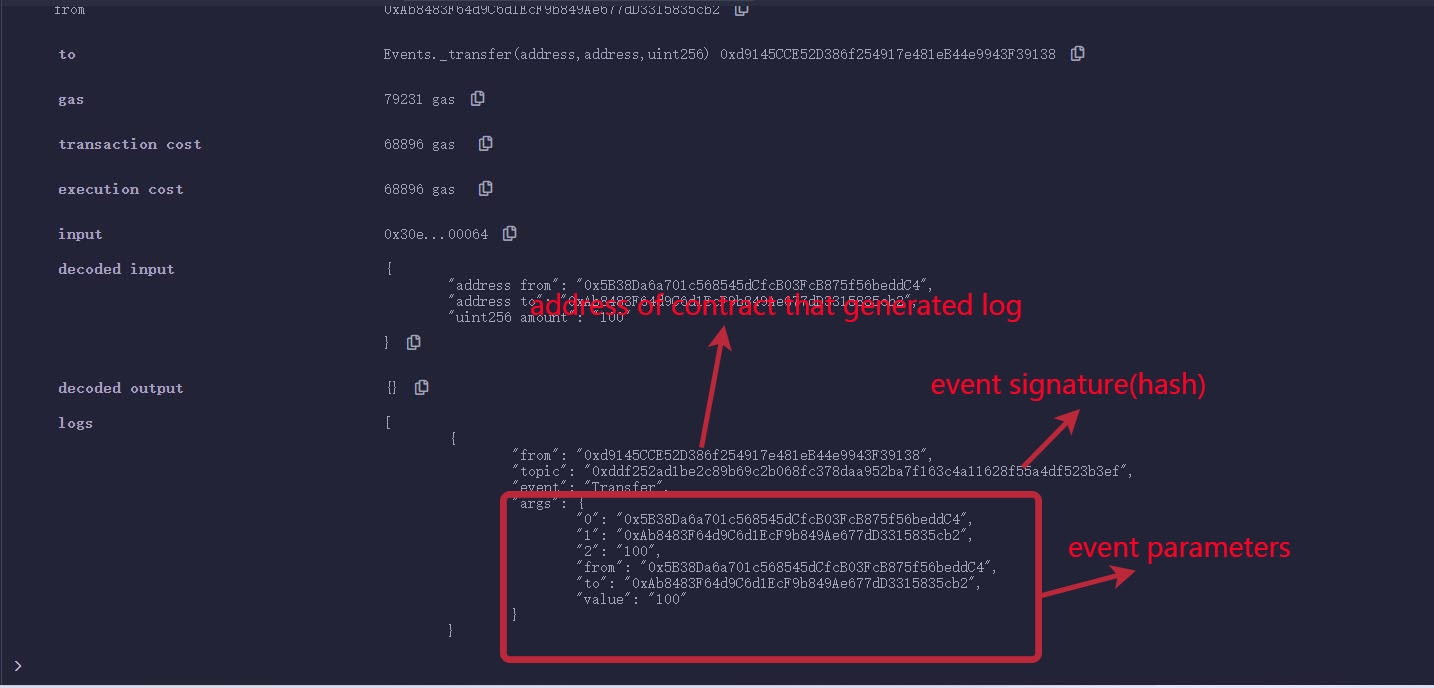 from 0xAb8483F64d9C6d1EcF9b849Ae677dD3315835cb2
to Events._transfer(address,address,uint256) 0xd9145CCE52D386f254917e481eB44e9943F39138
gas 79231 gas
transaction cost 68896 gas
execution cost 68896 gas
input 0x30e...00064
decoded input {
"address from": "0x5B38Da6a701c568545dCfcB03FcB875f56beddC4",
"address to": "0xAb8483F64d9C6d1EcF9b849Ae677dD3315835cb2",
address of contract that generated log
"uint256 amount": "100"
}
decoded output {}
event signature(hash)
logs [
{
"from": "0xd9145CCE52D386f254917e481eB44e9943F39138",
"topic": "0xddf252ad1be2c89b69c2b068fc378daa952ba7f163c4a11628f55a4df523b3ef",
"event": "Transfer",
"args": {
"0": "0x5B38Da6a701c568545dCfcB03FcB875f56beddC4",
"1": "0xAb8483F64d9C6d1EcF9b849Ae677dD3315835cb2",
"2": "100",
event parameters
"from": "0x5B38Da6a701c568545dCfcB03FcB875f56beddC4",
"to": "0xAb8483F64d9C6d1EcF9b849Ae677dD3315835cb2",
"value": "100"
}
}
>